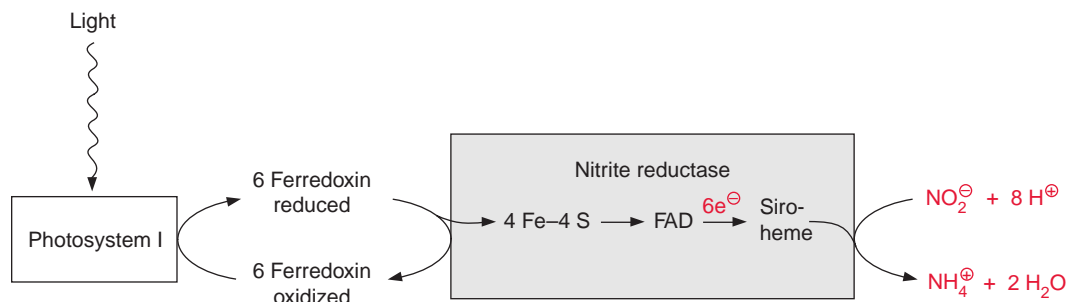 Light
Photosystem I
6 Ferredoxin
reduced
6 Ferredoxin
oxidized
Nitrite reductase
4 Fe–4 S
FAD
6e⊖
Siro-
heme
NO₂⊖ + 8 H⊕
NH₄⊕ + 2 H₂O